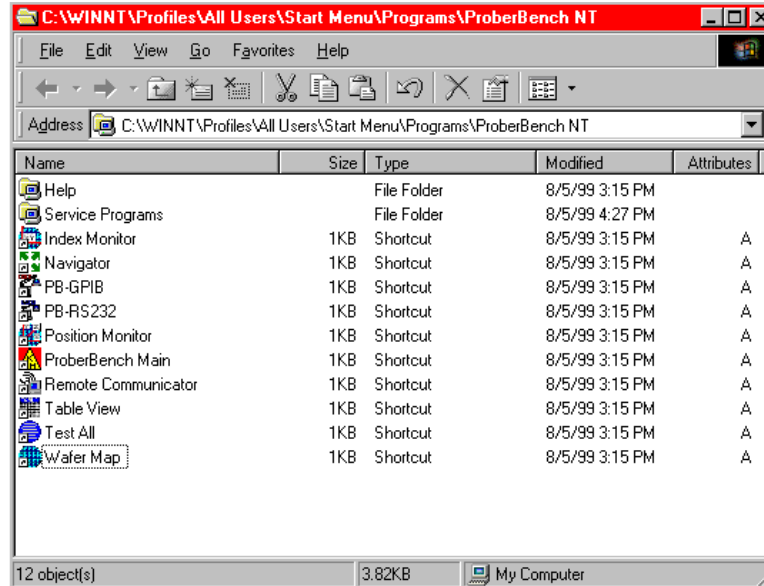 C:\WINNT\Profiles\All Users\Start Menu\Programs\ProberBench NT
File Edit View Go Favorites Help
Address C:\WINNT\Profiles\All Users\Start Menu\Programs\ProberBench NT
Name Size Type Modified Attributes
Help File Folder 8/5/99 3:15 PM
Service Programs File Folder 8/5/99 4:27 PM
Index Monitor 1KB Shortcut 8/5/99 3:15 PM A
Navigator 1KB Shortcut 8/5/99 3:15 PM A
PB-GPIB 1KB Shortcut 8/5/99 3:15 PM A
PB-RS232 1KB Shortcut 8/5/99 3:15 PM A
Position Monitor 1KB Shortcut 8/5/99 3:15 PM A
ProberBench Main 1KB Shortcut 8/5/99 3:15 PM A
Remote Communicator 1KB Shortcut 8/5/99 3:15 PM A
Table View 1KB Shortcut 8/5/99 3:15 PM A
Test All 1KB Shortcut 8/5/99 3:15 PM A
Wafer Map 1KB Shortcut 8/5/99 3:15 PM A
12 object(s) 3.82KB My Computer